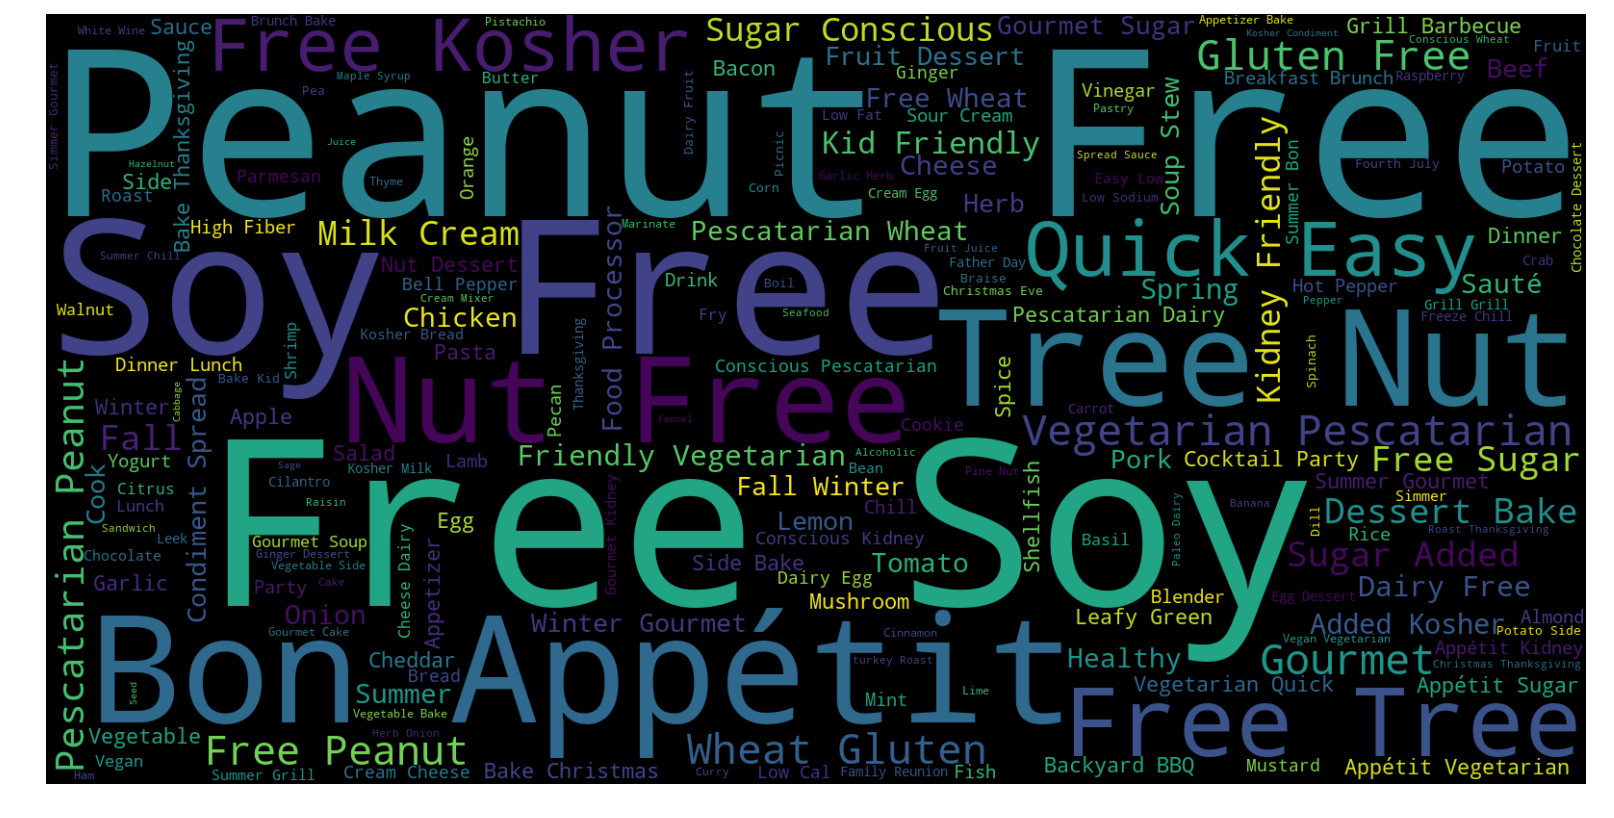 White Wine
Sauce
Brunch Bake
Free Kosher
Pistachio
Sugar Conscious
Gourmet Sugar
Appetizer Bake
Kosher Condiment
Grill Barbecue
Conscious Wheat
Fruit
Gluten Free
Simmer Gourmet
Peanut Free
Bake Thanksgiving
Maple Syrup
Pea
Butter
Bacon
Fruit Dessert
Ginger
Free Wheat
Vinegar
Pastry
Breakfast Brunch
Raspberry
Beef
Low Fat
Sour Cream
Kid Friendly
Soup Stew
Dairy Fruit
Picnic
Juice
Hazelnut
Side
Roast
Parmesan
Thyme
Orange
Corn
Garlic Herb
Cheese
Cream Egg
Herb
Spread Sauce
Easy Low
Low Sodium
Kidney Friendly
Summer Bon
Fourth July
Potato
Chocolate Dessert
High Fiber
Milk Cream
Soy Free
Food Processor
Marinate
Pescatarian Wheat
Fruit Juice
Quick Easy
Dinner
Summer Chill
Nut Dessert
Bell Pepper
Cream Mixer
Drink
Boil
Father Day
Braise
Christmas Eve
Spring
Hot Pepper
Pepper
Crab
Sauté
Grill Grill
Freeze Chill
Walnut
Chicken
Kosher Bread
Shrimp
Fry
Seafood
Tree Nut
Pescatarian Dairy
Dinner Lunch
Bake Kid
Pasta
Thanksgiving
Conscious Pescatarian
Spice
Spinach
Nut Free
Pescatarian Peanut
Winter
Cabbage
Condiment Spread
Apple
Pecan
Fennel
Cookie
Carrot
Fall
Vegetarian Pescatarian
Yogurt
Cook
Salad
Sage
Kosher Milk
Lamb
Friendly Vegetarian
Alcoholic
Bean
Pine Nut
Pork
Cocktail Party
Free Sugar
Citrus
Lunch
Cilantro
Raisin
Free Soy
Gourmet Kidney
Fall Winter
Chill
Shellfish
Paleo Dairy
Banana
Summer Gourmet
Simmer
Dill
Dessert Bake
Sandwich
Leek
Gourmet Soup
Egg
Lemon
Conscious Kidney
Basil
Rice
Roast Thanksgiving
Chocolate
Ginger Dessert
Vegetable Side
Cheese Dairy
Appetizer
Side Bake
Tomato
Sugar Added
Garlic
Party
Cake
Dairy Egg
Mushroom
Blender
Egg Dessert
Dairy Free
Onion
Leafy Green
Bon Appétit
Gourmet Cake
Winter Gourmet
Cinnamon
Added Kosher
Almond
Potato Side
Vegan Vegetarian
Cheddar
Bread
turkey Roast
Healthy
Gourmet
Appétit Kidney
Christmas Thanksgiving
Seed
Summer
Vegetable Bake
Mint
Lime
Vegetarian Quick
Appétit Sugar
Vegetable
Herb Onion
Free Tree
Vegan
Free Peanut
Wheat Gluten
Ham
Summer Grill
Cream Cheese
Bake Christmas
Curry
Low Cal
Family Reunion
Fish
Backyard BBQ
Mustard
Appétit Vegetarian